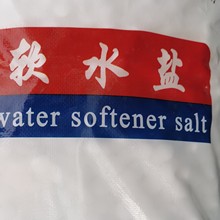 软水盐
water softener salt